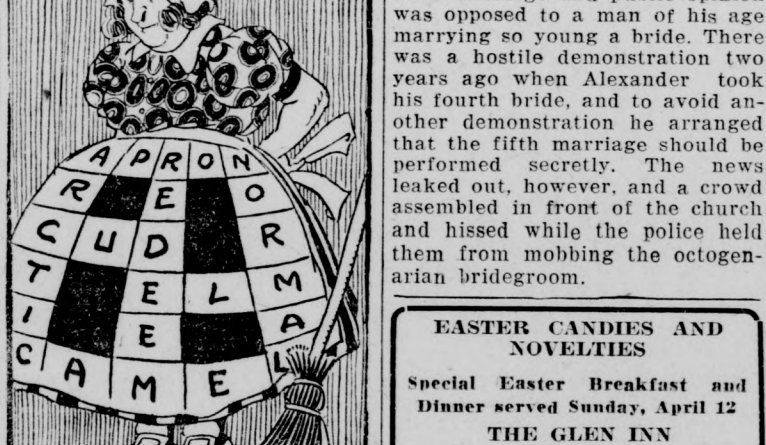 A P R O N
R E O
C U D R
T E L M
I E A
C A M E L
was opposed to a man of his age
marrying so young a bride. There
was a hostile demonstration two
years ago when Alexander took
his fourth bride, and to avoid an-
other demonstration he arranged
that the fifth marriage should be
performed secretly. The news
leaked out, however, and a crowd
assembled in front of the church
and hissed while the police held
them from mobbing the octogen-
arian bridegroom.
EASTER CANDIES AND
NOVELTIES
Special Easter Breakfast and
Dinner served Sunday, April 12
THE GLEN INN